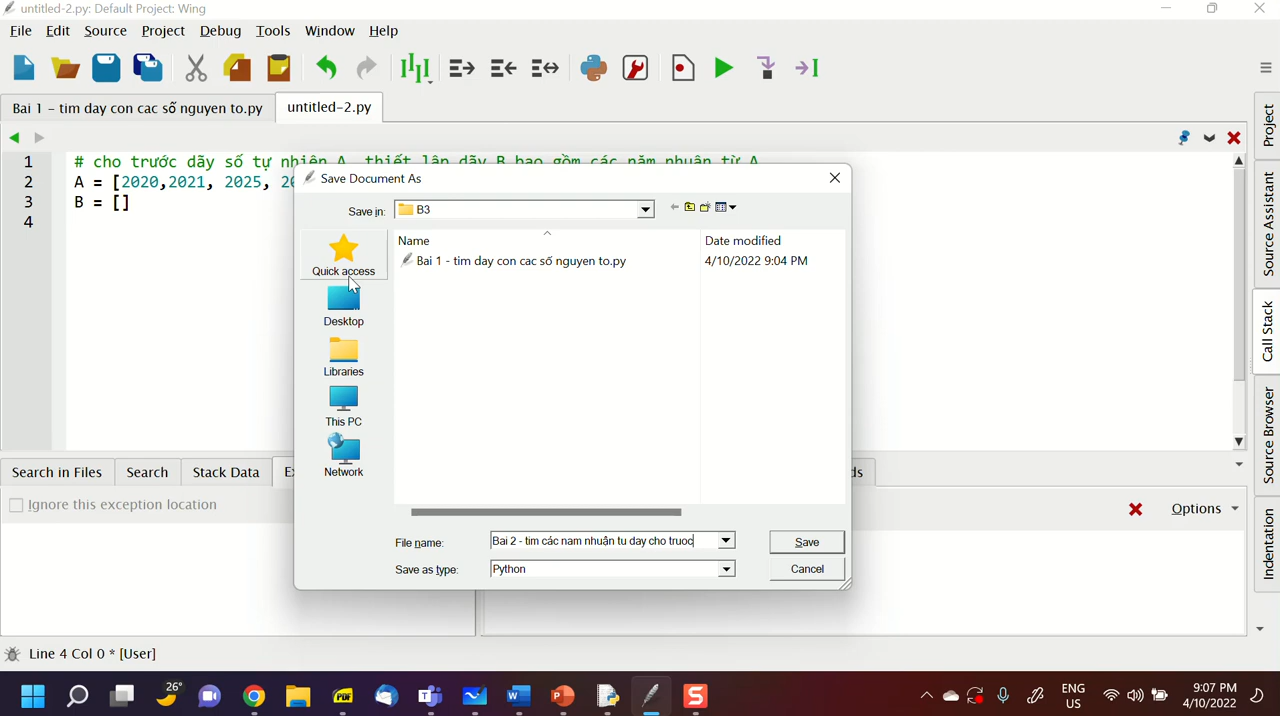 untitled-2.py: Default Project: Wing
File Edit Source Project Debug Tools Window Help
Bai 1 - tim day con các số nguyen to.py
untitled-2.py
1 # cho trước dãy số tự nhiên A, thiết lập dãy B bao gồm các năm nhuận từ A
2 A = [2020,2021, 2025,
3 B = []
4
Project
Source Assistant
Call Stack
Source Browser
Indentation
Save Document As
Save in: B3
Name Date modified
Bai 1 - tim day con cac số nguyen to.py 4/10/2022 9:04 PM
Quick access
Desktop
Libraries
This PC
Network
File name: Bai 2 - tim các nam nhuận tu day cho truoc Save
Save as type: Python Cancel
Search in Files Search Stack Data
Ignore this exception location
Options
Line 4 Col 0 * [User]
26°
PDF
ENG
US
9:07 PM
4/10/2022